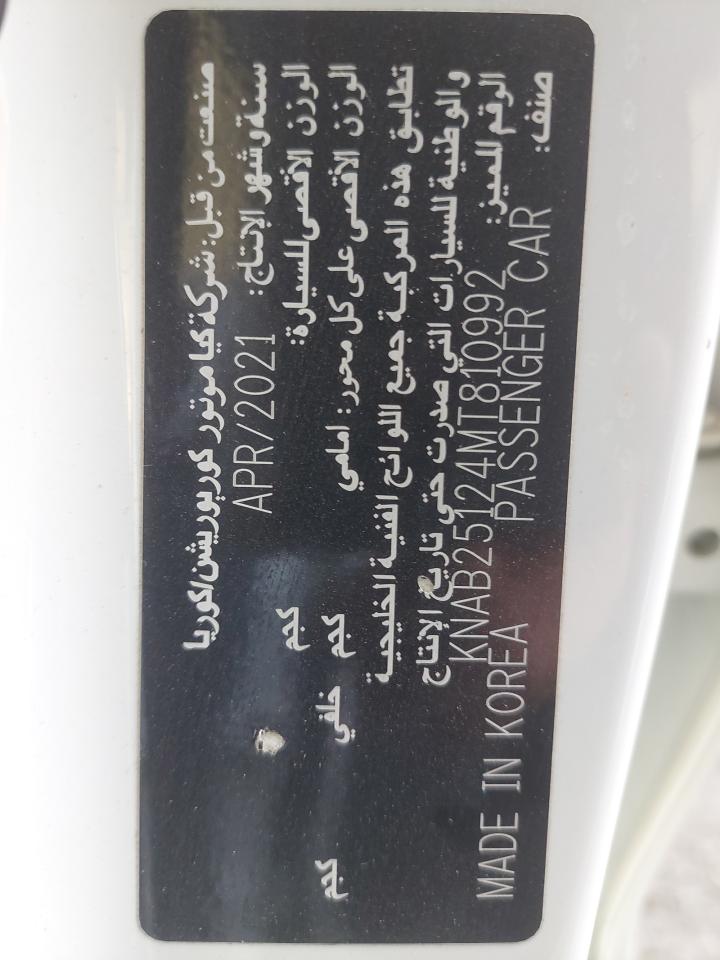 صنعت من قبل: شركة كيا موتور كوربوريشن/كوريا
سنة وشهر الإنتاج: APR/2021
الوزن الأقصى للسيارة: كجم
الوزن الأقصى على كل محور: امامي كجم خلفي كجم
تطابق هذه المركبة جميع اللوائح الفنية الخليجية
والوطنية للسيارات التي صدرت حتى تاريخ الإنتاج
الرقم المميز: KNAB25124MT810992
صنف: PASSENGER CAR MADE IN KOREA